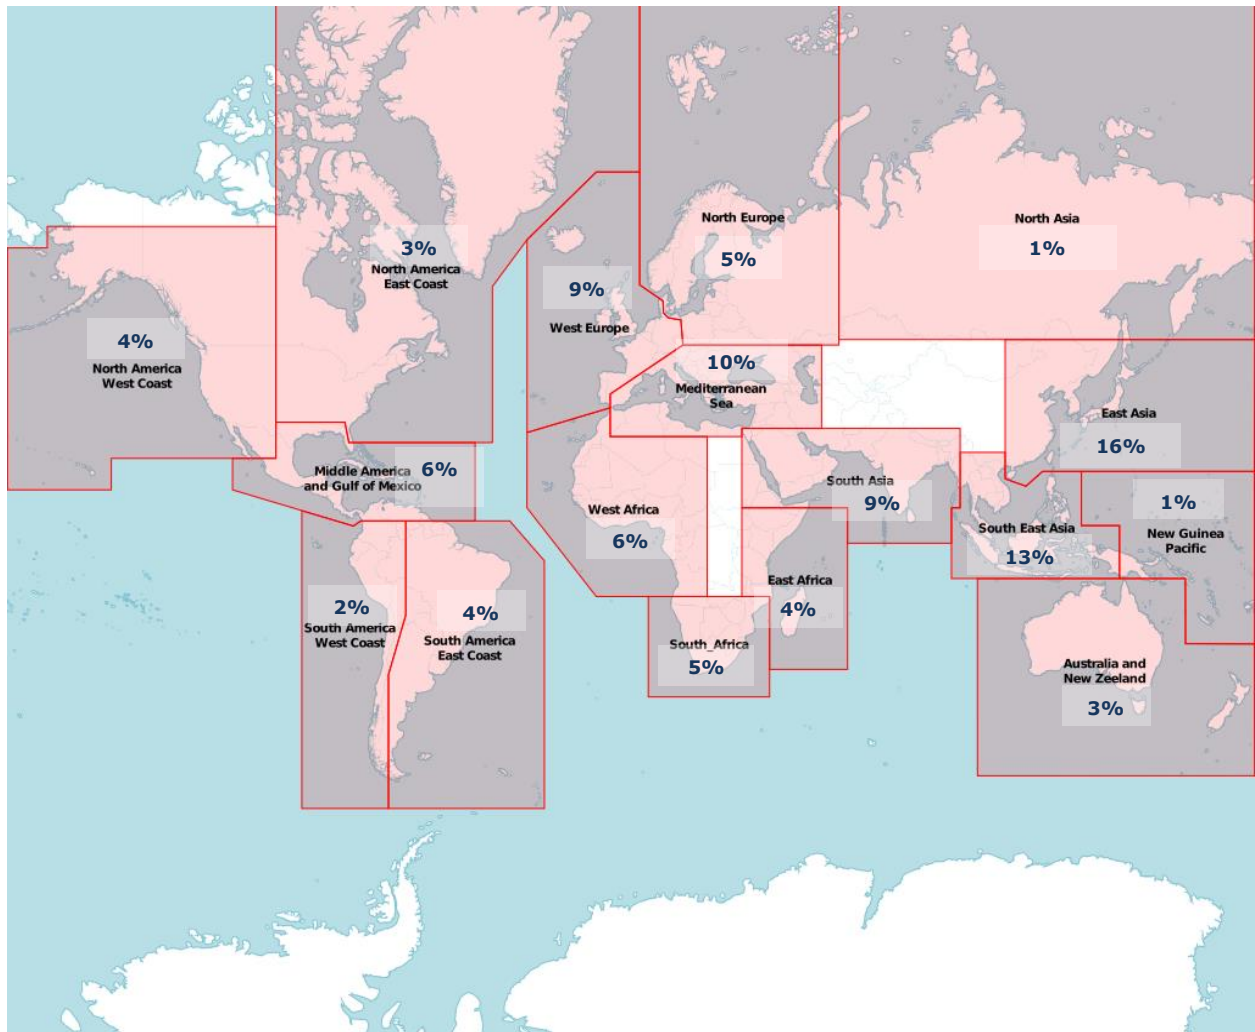 North Europe
5%
North Asia
1%
3%
North America
East Coast
9%
West Europe
4%
North America
West Coast
10%
Mediterranean
Sea
East Asia
16%
Middle America
and Gulf of Mexico
6%
South Asia
9%
West Africa
6%
1%
New Guinea
Pacific
South East Asia
13%
East Africa
4%
2%
South America
West Coast
4%
South America
East Coast
South_Africa
5%
Australia and
New Zeeland
3%